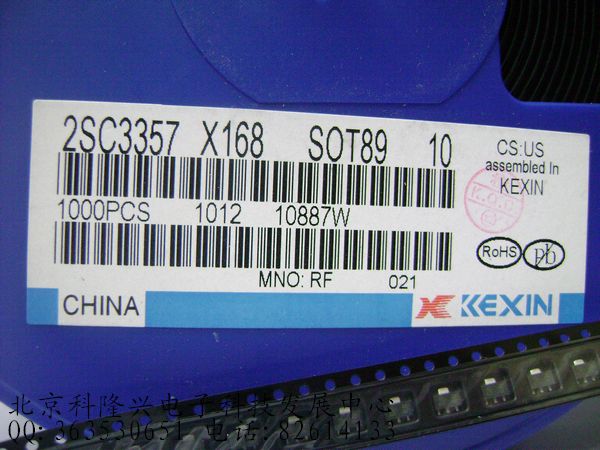 2SC3357 X168 SOT89 10
CS:US
assembled In
KEXIN
1000PCS 1012 10887W
RoHS
pb
MNO: RF 021
CHINA
KEXIN
北京科隆兴电子科技发展中心
QQ:363530651 电话:82614133